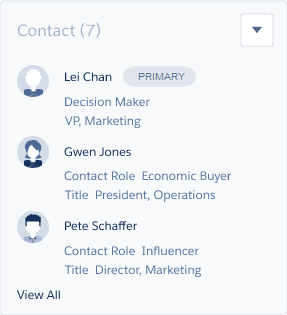 Contact (7)
Lei Chan PRIMARY
Decision Maker
VP, Marketing
Gwen Jones
Contact Role Economic Buyer
Title President, Operations
Pete Schaffer
Contact Role Influencer
Title Director, Marketing
View All